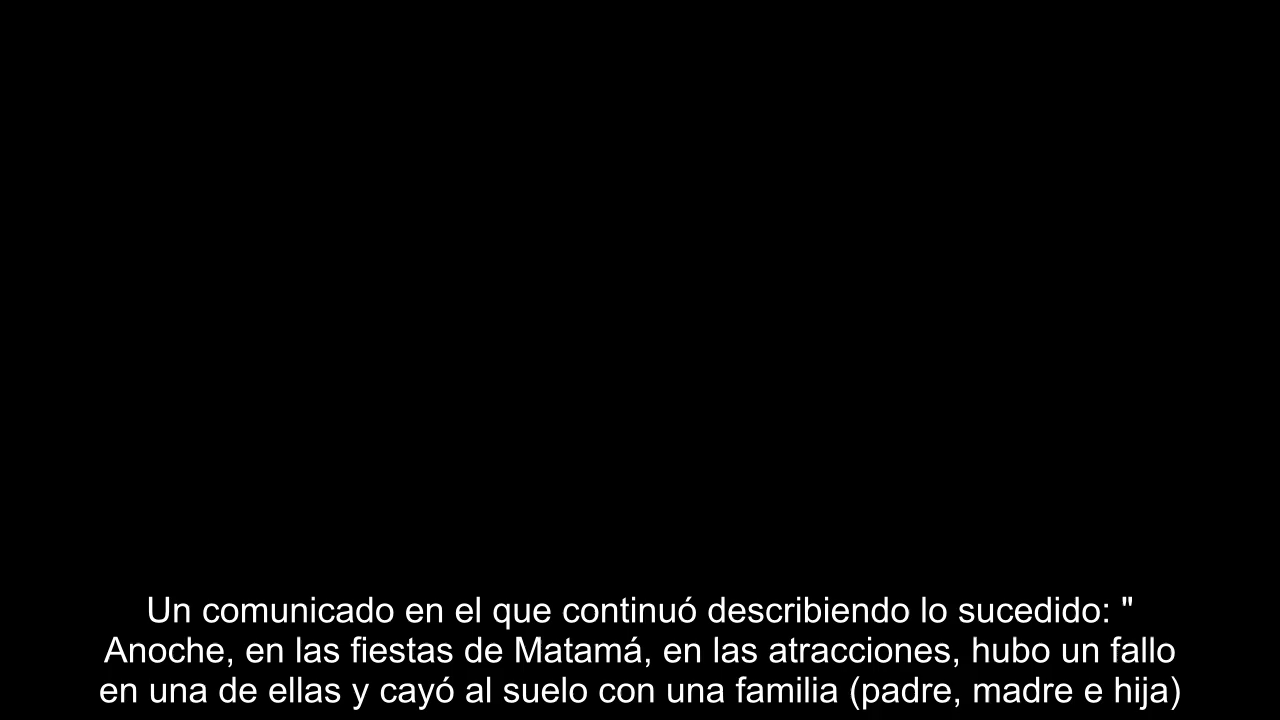 Un comunicado en el que continuó describiendo lo sucedido: "
Anoche, en las fiestas de Matamá, en las atracciones, hubo un fallo
en una de ellas y cayó al suelo con una familia (padre, madre e hija)